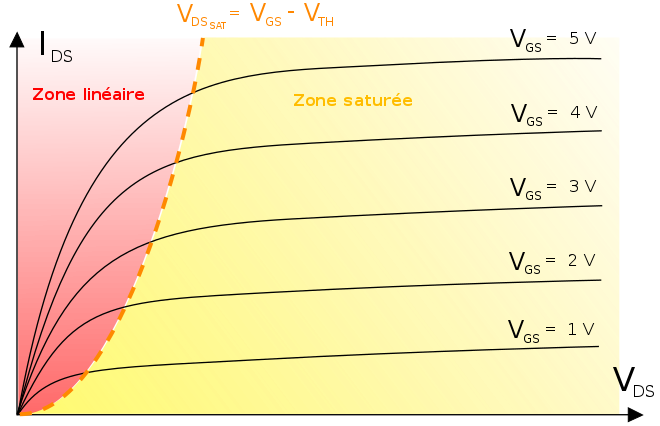 V_DS_SAT = V_GS - V_TH
I_DS
V_GS = 5 V
Zone linéaire
Zone saturée
V_GS = 4 V
V_GS = 3 V
V_GS = 2 V
V_GS = 1 V
V_DS